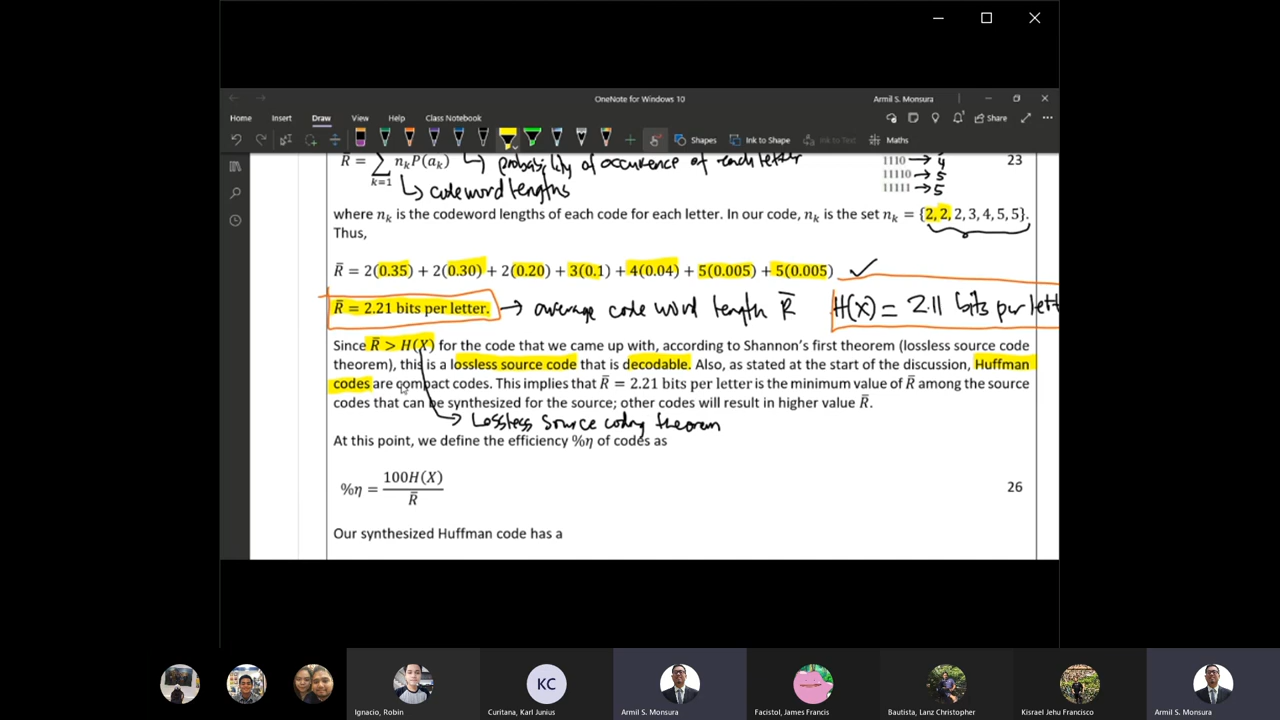 OneNote for Windows 10
Armil S. Monsura
Home Insert Draw View Help Class Notebook
Share
Shapes Ink to Shape Ink to Text Maths
R̄ = ∑ nₖP(aₖ) ↳ probability of occurrence of each letter
k=1 ↳ codeword lengths
1110 → 4
11110 → 5
11111 → 5
23
where nₖ is the codeword lengths of each code for each letter. In our code, nₖ is the set nₖ = {2, 2, 2, 3, 4, 5, 5}.
Thus,
R̄ = 2(0.35) + 2(0.30) + 2(0.20) + 3(0.1) + 4(0.04) + 5(0.005) + 5(0.005) ✓
R̄ = 2.21 bits per letter. → average code word length R̄ H(X) = 2.11 bits per lett
Since R̄ > H(X) for the code that we came up with, according to Shannon's first theorem (lossless source code
theorem), this is a lossless source code that is decodable. Also, as stated at the start of the discussion, Huffman
codes are compact codes. This implies that R̄ = 2.21 bits per letter is the minimum value of R̄ among the source
codes that can be synthesized for the source; other codes will result in higher value R̄.
→ Lossless source coding theorem
At this point, we define the efficiency %η of codes as
%η = 100H(X) / R̄ 26
Our synthesized Huffman code has a
KC
Ignacio, Robin
Curitana, Karl Junius
Armil S. Monsura
Facistol, James Francis
Bautista, Lanz Christopher
Kisrael Jehu Francisco
Armil S. Monsura